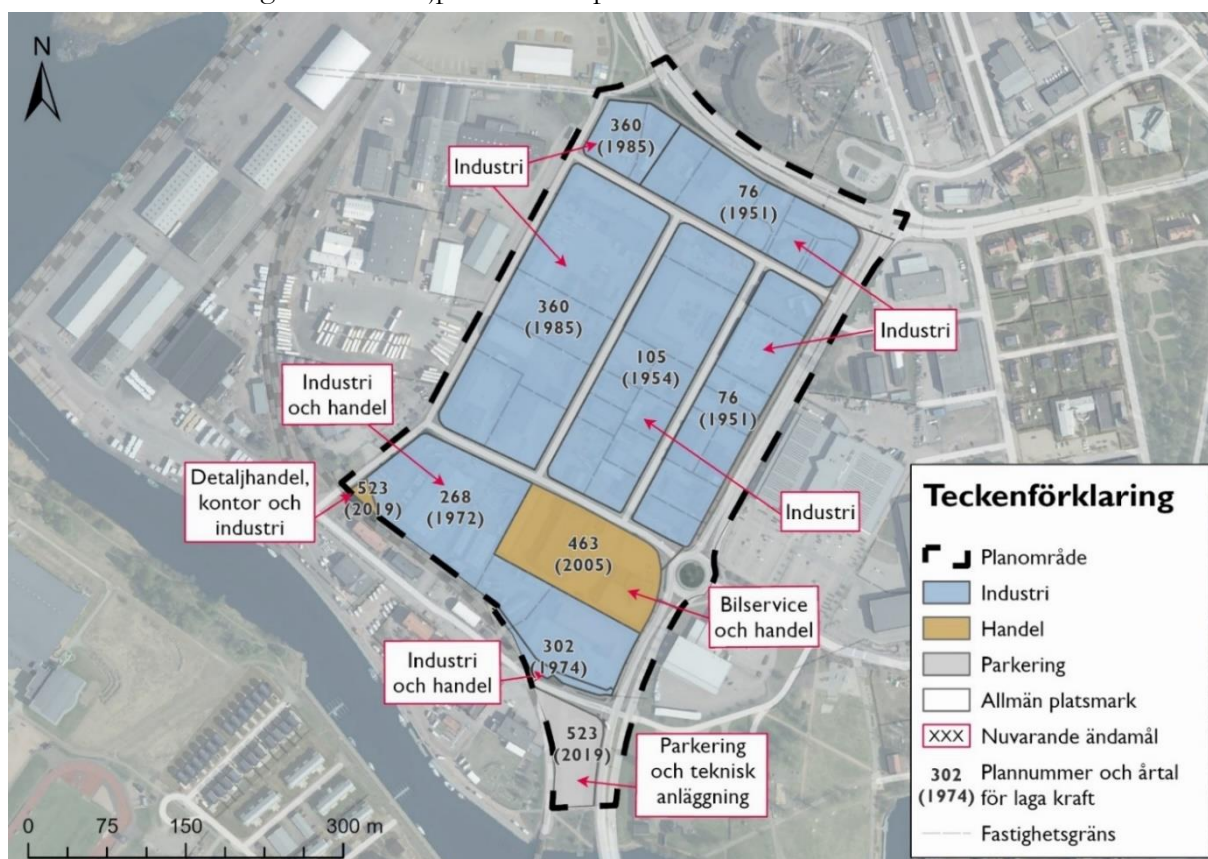 N
360
(1985)
Industri
76
(1951)
360
(1985)
Industri
105
(1954)
Industri
och handel
76
(1951)
Detaljhandel,
kontor och
industri
523
(2019)
268
(1972)
Industri
463
(2005)
Bilservice
och handel
Industri
och handel
302
(1974)
523
(2019)
Parkering
och teknisk
anläggning
0 75 150 300 m
Teckenförklaring
Planområde
Industri
Handel
Parkering
Allmän platsmark
XXX Nuvarande ändamål
302 Plannummer och årtal
(1974) för laga kraft
Fastighetsgräns